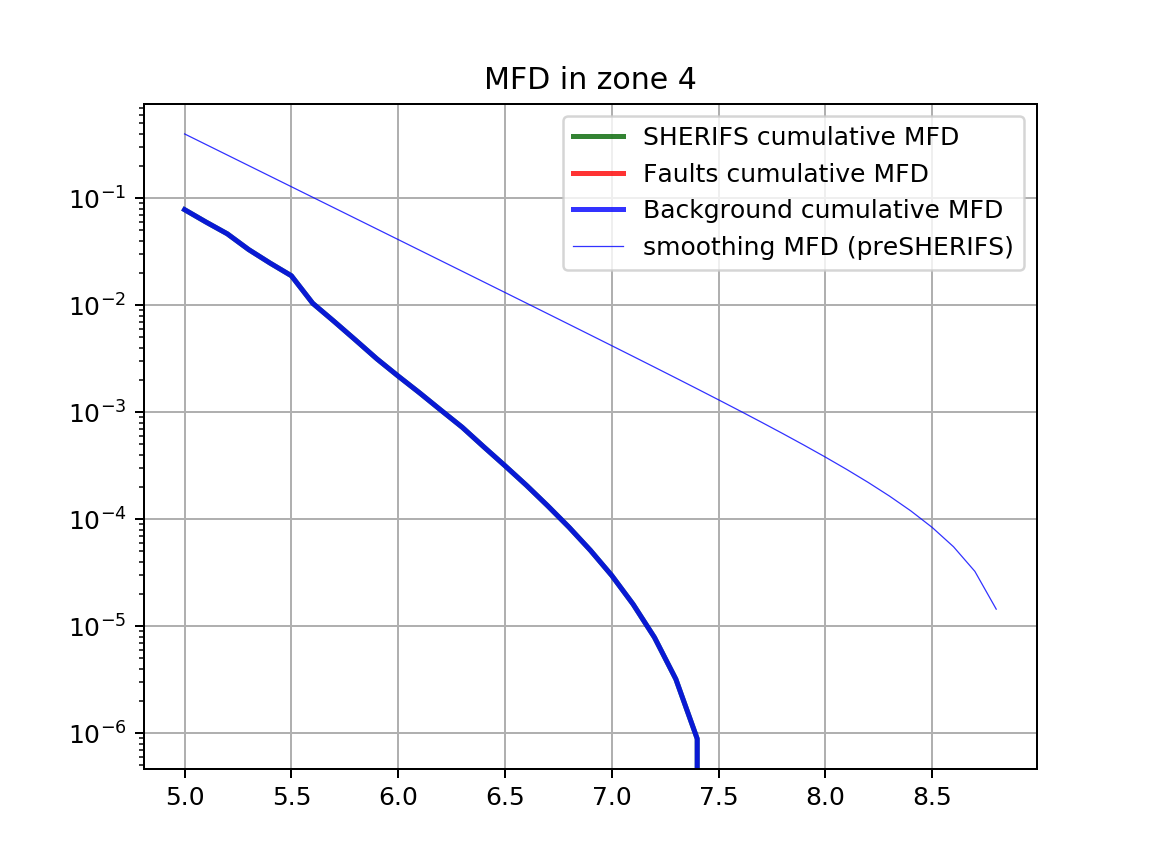 MFD in zone 4
SHERIFS cumulative MFD
Faults cumulative MFD
Background cumulative MFD
smoothing MFD (preSHERIFS)
10⁻¹
10⁻²
10⁻³
10⁻⁴
10⁻⁵
10⁻⁶
5.0 5.5 6.0 6.5 7.0 7.5 8.0 8.5